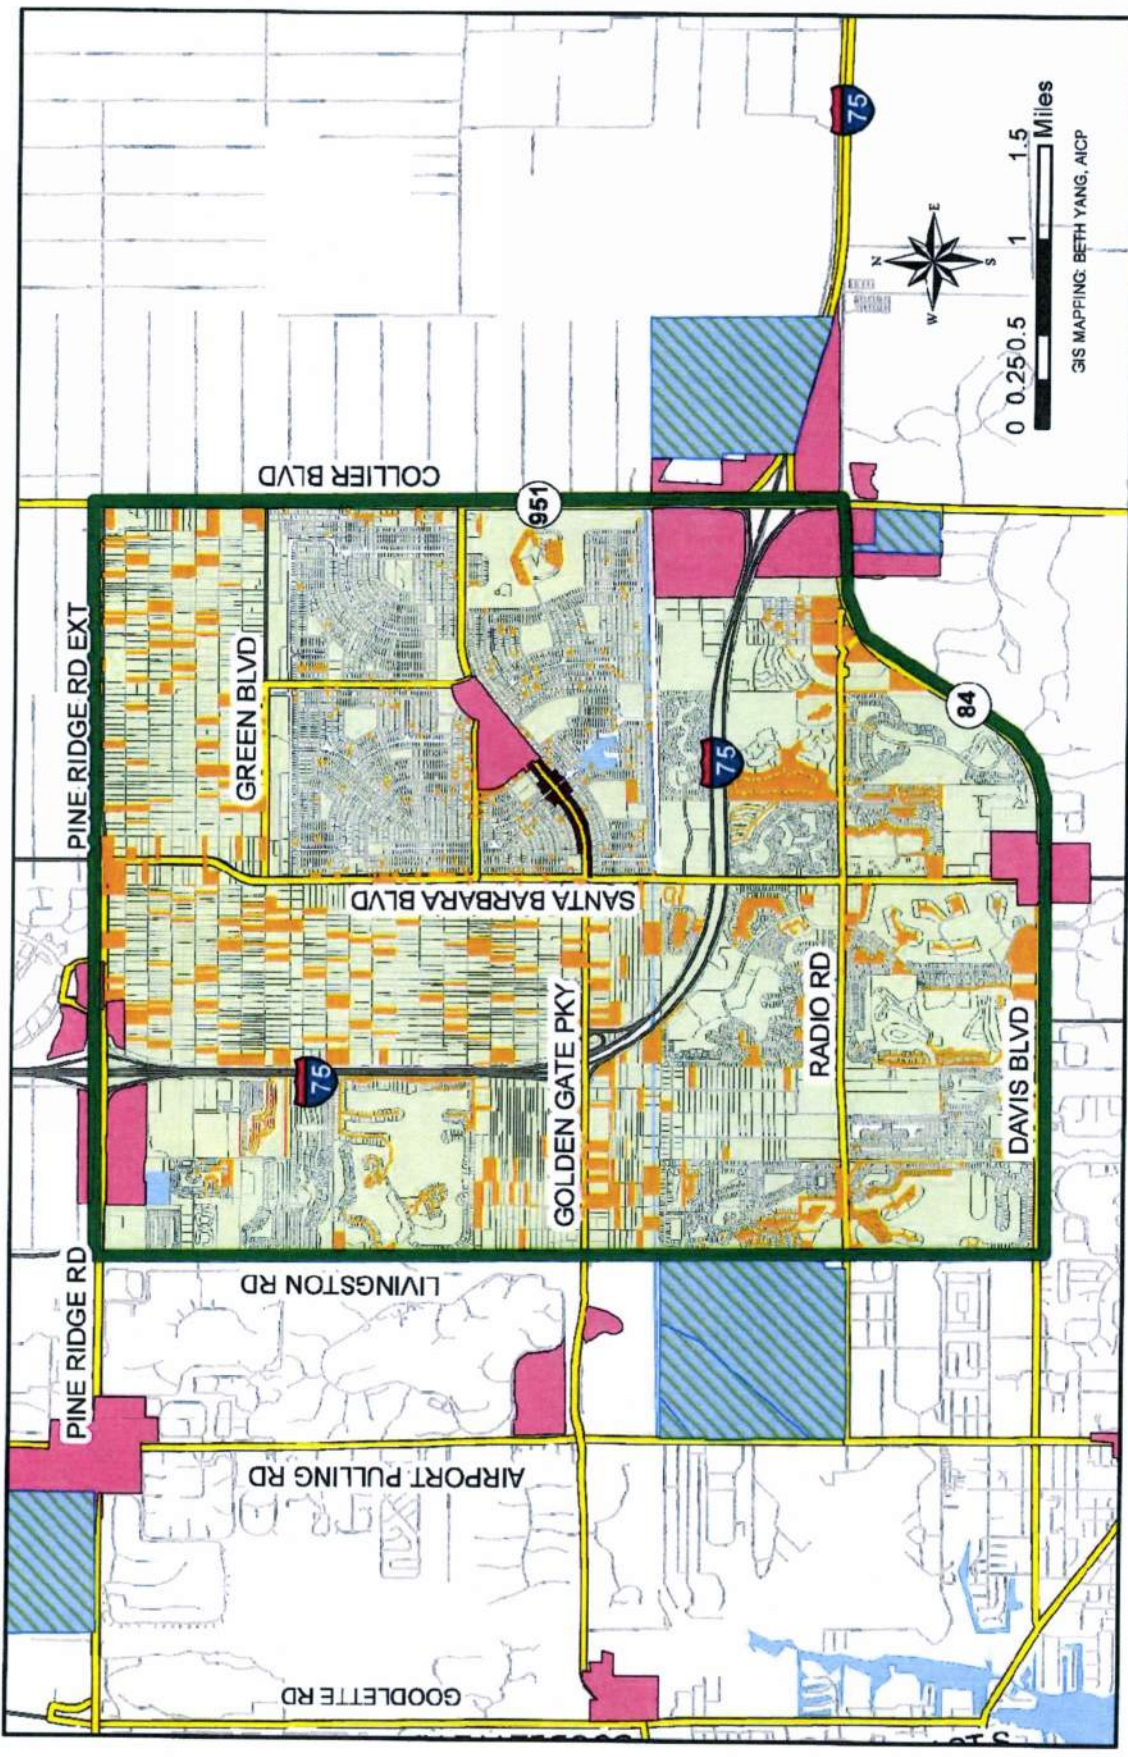 PINE RIDGE RD
PINE RIDGE RD EXT
GREEN BLVD
COLLIER BLVD
951
75
LIVINGSTON RD
AIRPORT PULLING RD
GOODLETTE RD
SANTA BARBARA BLVD
GOLDEN GATE PKY
75
RADIO RD
84
DAVIS BLVD
75
N
W
E
S
0 0.25 0.5 1 1.5
Miles
GIS MAPPING: BETH YANG, AICP